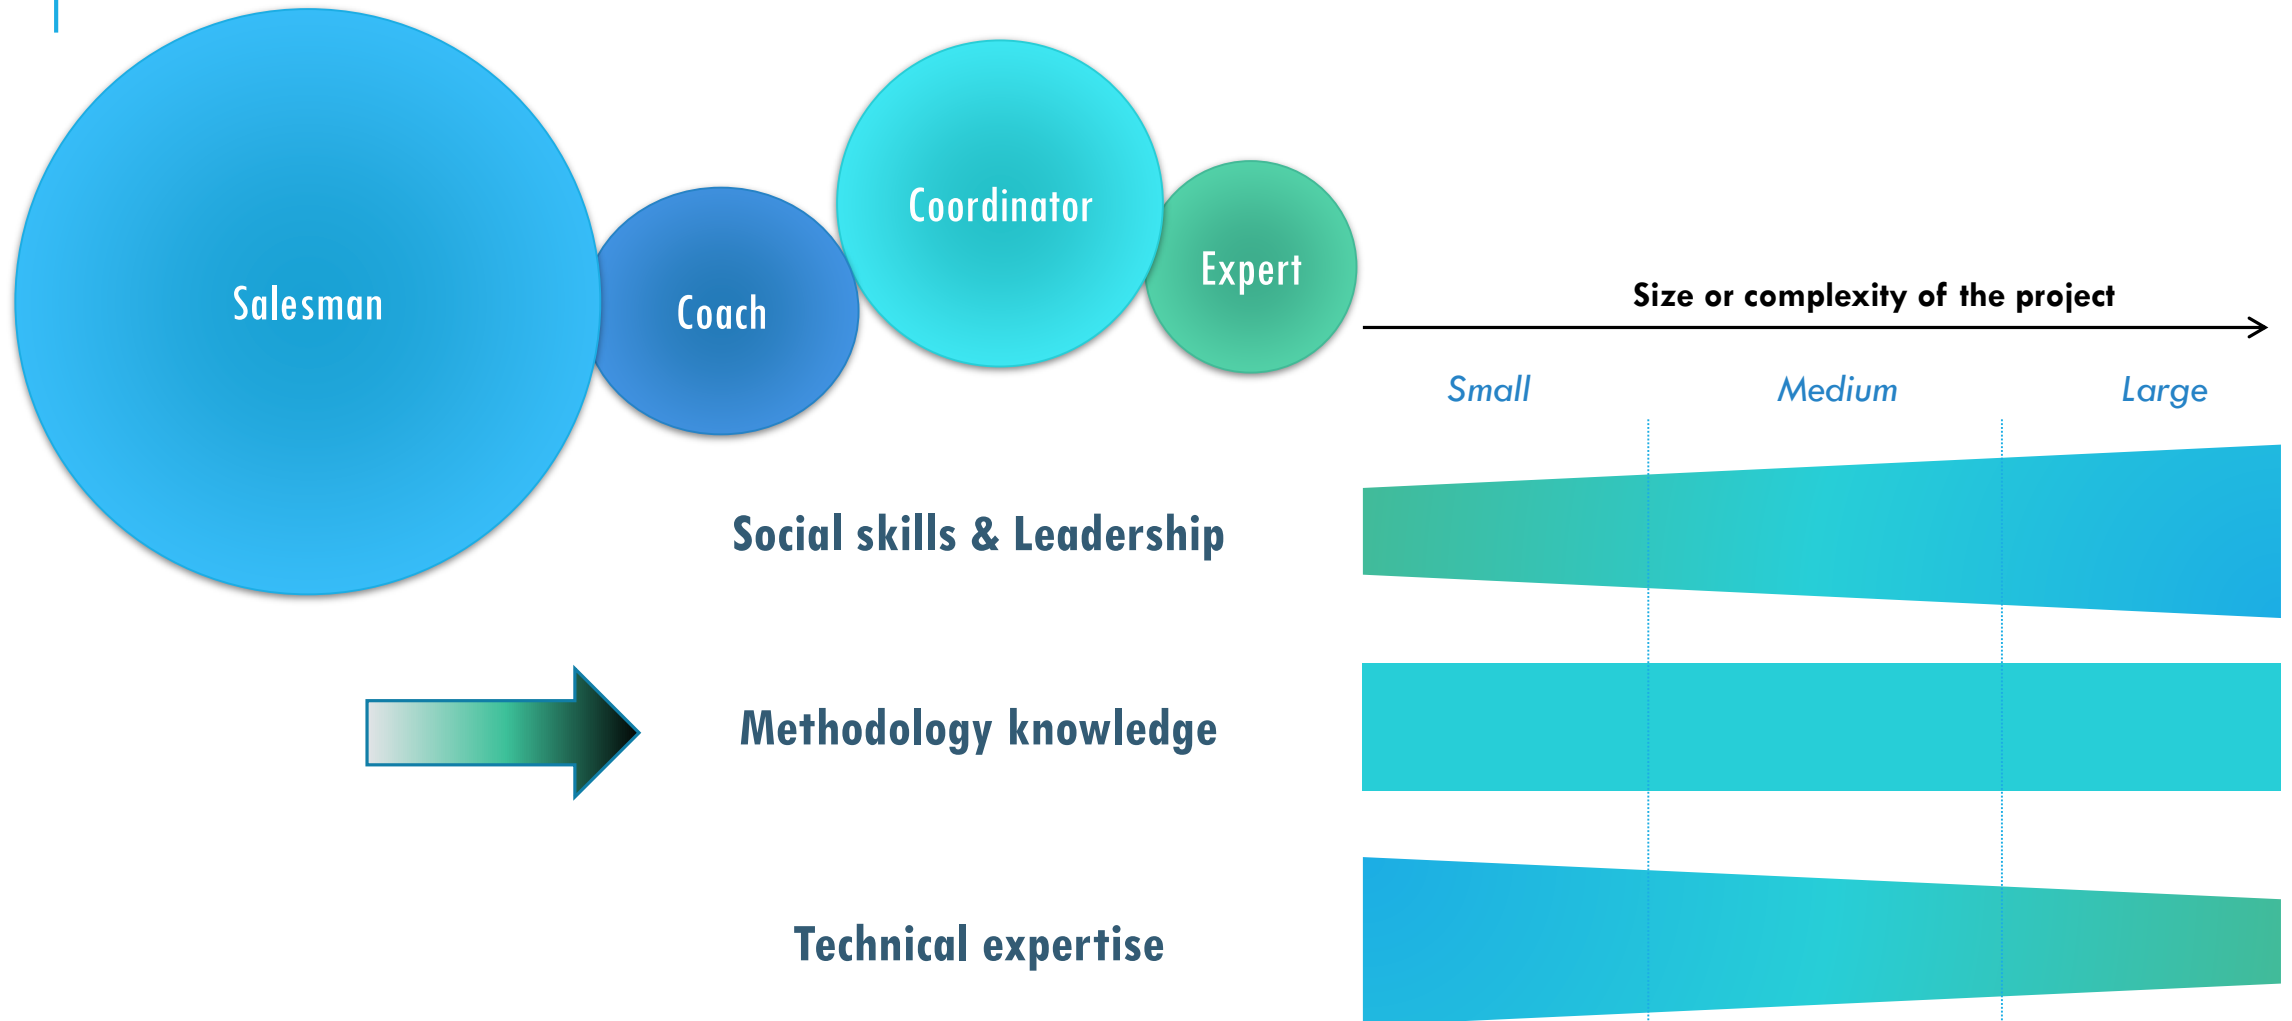 Salesman
Coach
Coordinator
Expert
Size or complexity of the project
Small
Medium
Large
Social skills & Leadership
Methodology knowledge
Technical expertise